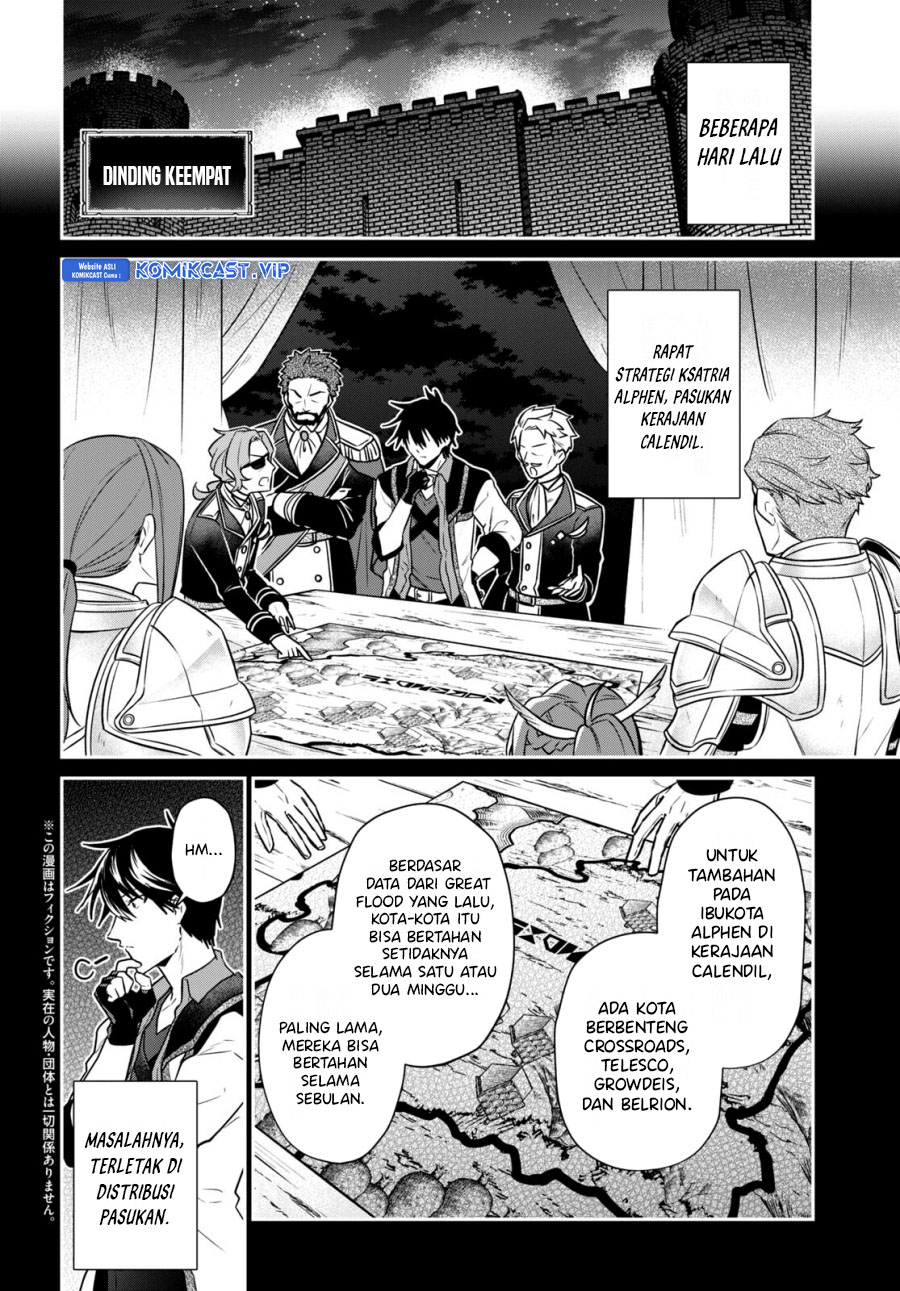 BEBERAPA
HARI LALU
DINDING KEEMPAT
Website ASLI
KOMIKCAST Cuma :
KOMIKCAST.VIP
RAPAT
STRATEGI KSATRIA
ALPHEN, PASUKAN
KERAJAAN
CALENDIL.
UNTUK
TAMBAHAN
PADA
IBUKOTA
ALPHEN DI
KERAJAAN
CALENDIL,
ADA KOTA
BERBENTENG
CROSSROADS,
TELESCO,
GROWDEIS,
DAN BELRION.
BERDASAR
DATA DARI GREAT
FLOOD YANG LALU,
KOTA-KOTA ITU
BISA BERTAHAN
SETIDAKNYA
SELAMA SATU ATAU
DUA MINGGU...
PALING LAMA,
MEREKA BISA
BERTAHAN
SELAMA
SEBULAN.
HM...
MASALAHNYA,
TERLETAK DI
DISTRIBUSI
PASUKAN.
※この漫画はフィクションです。実在の人物・団体とは一切関係ありません。